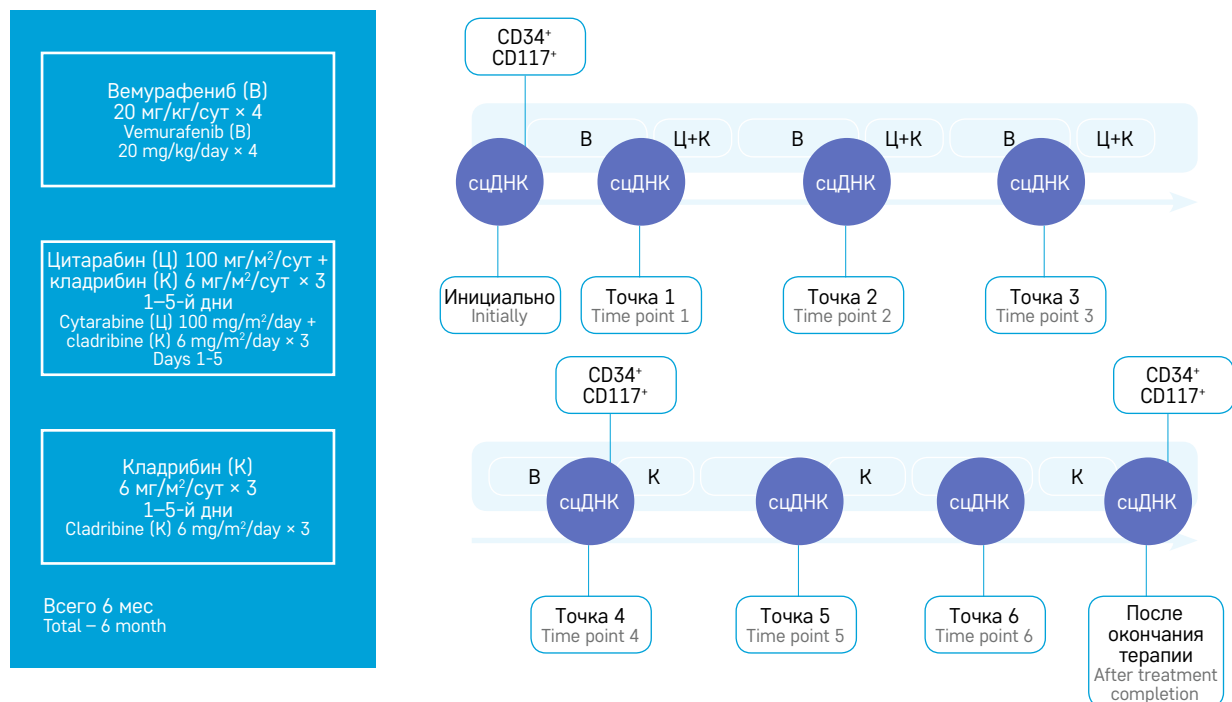 Вемурафениб (В)
20 мг/кг/сут × 4
Vemurafenib (B)
20 mg/kg/day × 4
Цитарабин (Ц) 100 мг/м²/сут +
кладрибин (К) 6 мг/м²/сут × 3
1–5-й дни
Cytarabine (Ц) 100 mg/m²/day +
cladribine (К) 6 mg/m²/day × 3
Days 1-5
Кладрибин (К)
6 мг/м²/сут × 3
1–5-й дни
Cladribine (К) 6 mg/m²/day × 3
Всего 6 мес
Total – 6 month
CD34⁺
CD117⁺
В
Ц+К
В
Ц+К
В
Ц+К
сцДНК
сцДНК
сцДНК
сцДНК
Инициально
Initially
Точка 1
Time point 1
Точка 2
Time point 2
Точка 3
Time point 3
CD34⁺
CD117⁺
CD34⁺
CD117⁺
В
К
К
К
сцДНК
сцДНК
сцДНК
сцДНК
Точка 4
Time point 4
Точка 5
Time point 5
Точка 6
Time point 6
После
окончания
терапии
After treatment
completion